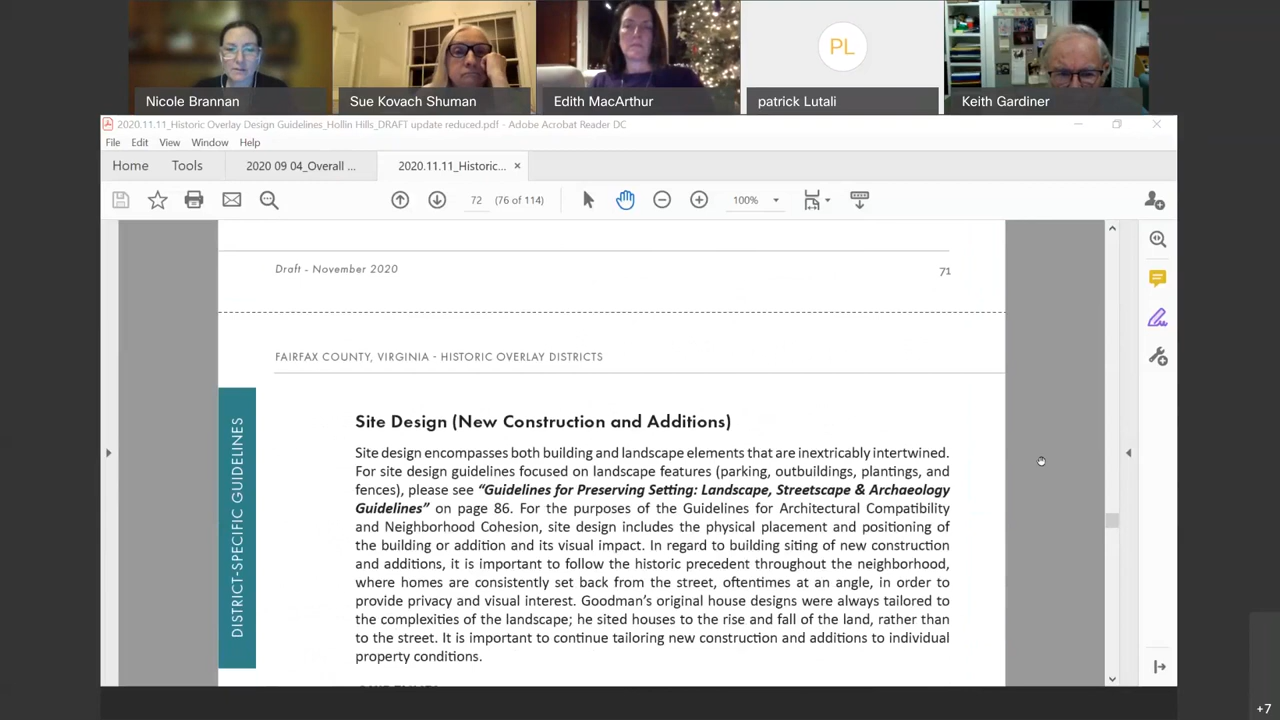 PL
Nicole Brannan
Sue Kovach Shuman
Edith MacArthur
patrick Lutali
Keith Gardiner
2020.11.11_Historic Overlay Design Guidelines_Hollin Hills_DRAFT update reduced.pdf - Adobe Acrobat Reader DC
File Edit View Window Help
Home Tools 2020 09 04_Overall ... 2020.11.11_Historic... ×
72 (76 of 114) 100%
Draft - November 2020 71
FAIRFAX COUNTY, VIRGINIA - HISTORIC OVERLAY DISTRICTS
DISTRICT-SPECIFIC GUIDELINES
Site Design (New Construction and Additions)
Site design encompasses both building and landscape elements that are inextricably intertwined.
For site design guidelines focused on landscape features (parking, outbuildings, plantings, and
fences), please see “Guidelines for Preserving Setting: Landscape, Streetscape & Archaeology
Guidelines” on page 86. For the purposes of the Guidelines for Architectural Compatibility
and Neighborhood Cohesion, site design includes the physical placement and positioning of
the building or addition and its visual impact. In regard to building siting of new construction
and additions, it is important to follow the historic precedent throughout the neighborhood,
where homes are consistently set back from the street, oftentimes at an angle, in order to
provide privacy and visual interest. Goodman’s original house designs were always tailored to
the complexities of the landscape; he sited houses to the rise and fall of the land, rather than
to the street. It is important to continue tailoring new construction and additions to individual
property conditions.
+7